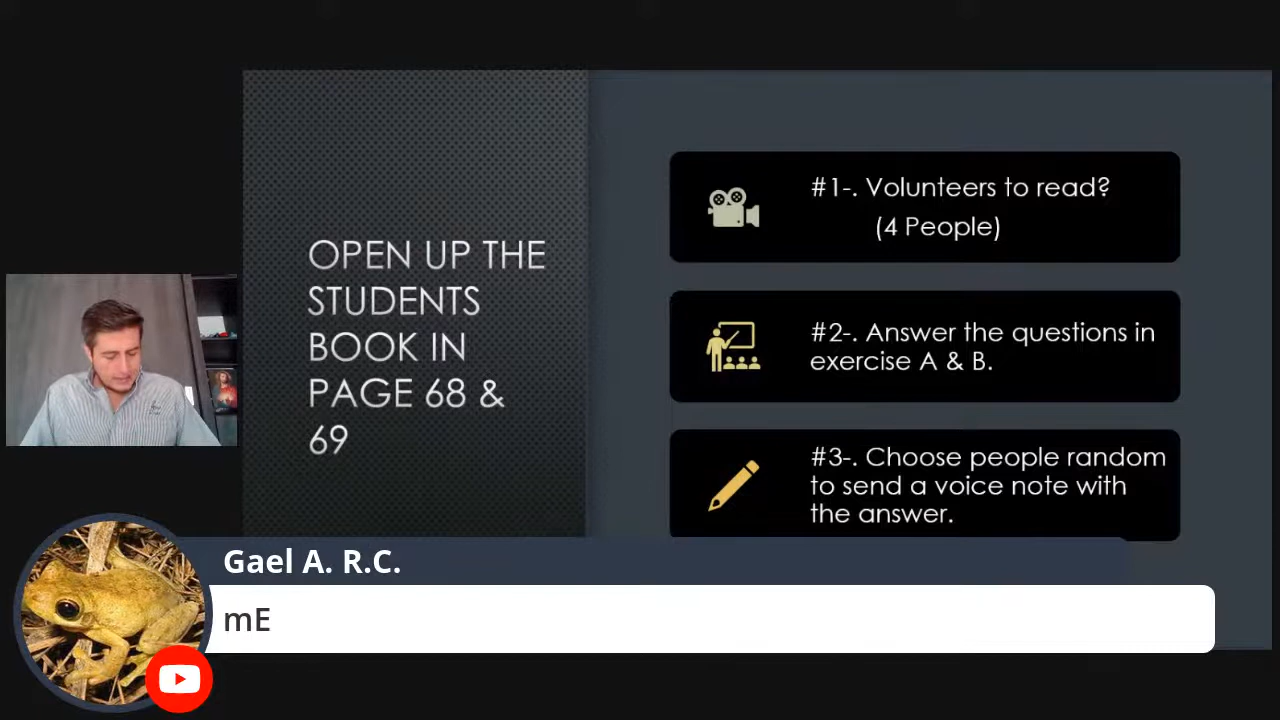 OPEN UP THE
STUDENTS
BOOK IN
PAGE 68 &
69
#1-. Volunteers to read?
(4 People)
#2-. Answer the questions in
exercise A & B.
#3-. Choose people random
to send a voice note with
the answer.
Gael A. R.C.
mE